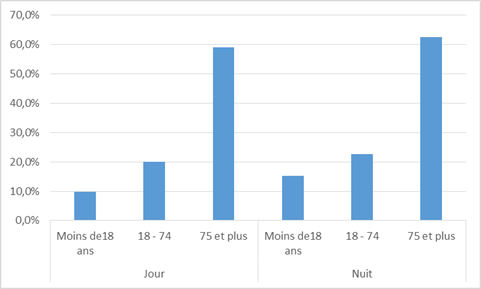 70,0%
60,0%
50,0%
40,0%
30,0%
20,0%
10,0%
0,0%
Moins de18 18 - 74 75 et plus Moins de18 18 - 74 75 et plus
ans ans
Jour Nuit